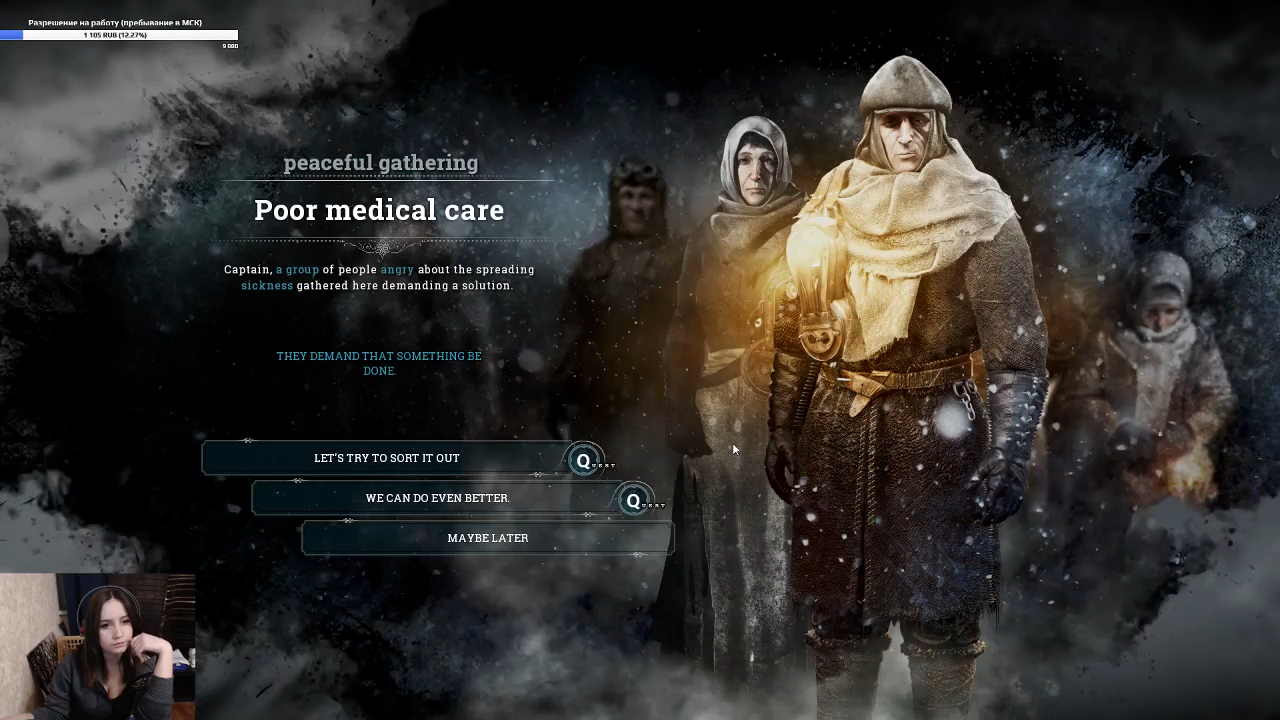 Разрешение на работу (пребывание в МСК)
1 105 RUB (12.27%)
9 000
peaceful gathering
Poor medical care
Captain, a group of people angry about the spreading
sickness gathered here demanding a solution.
THEY DEMAND THAT SOMETHING BE
DONE.
LET'S TRY TO SORT IT OUT
QUEST
WE CAN DO EVEN BETTER.
QUEST
MAYBE LATER